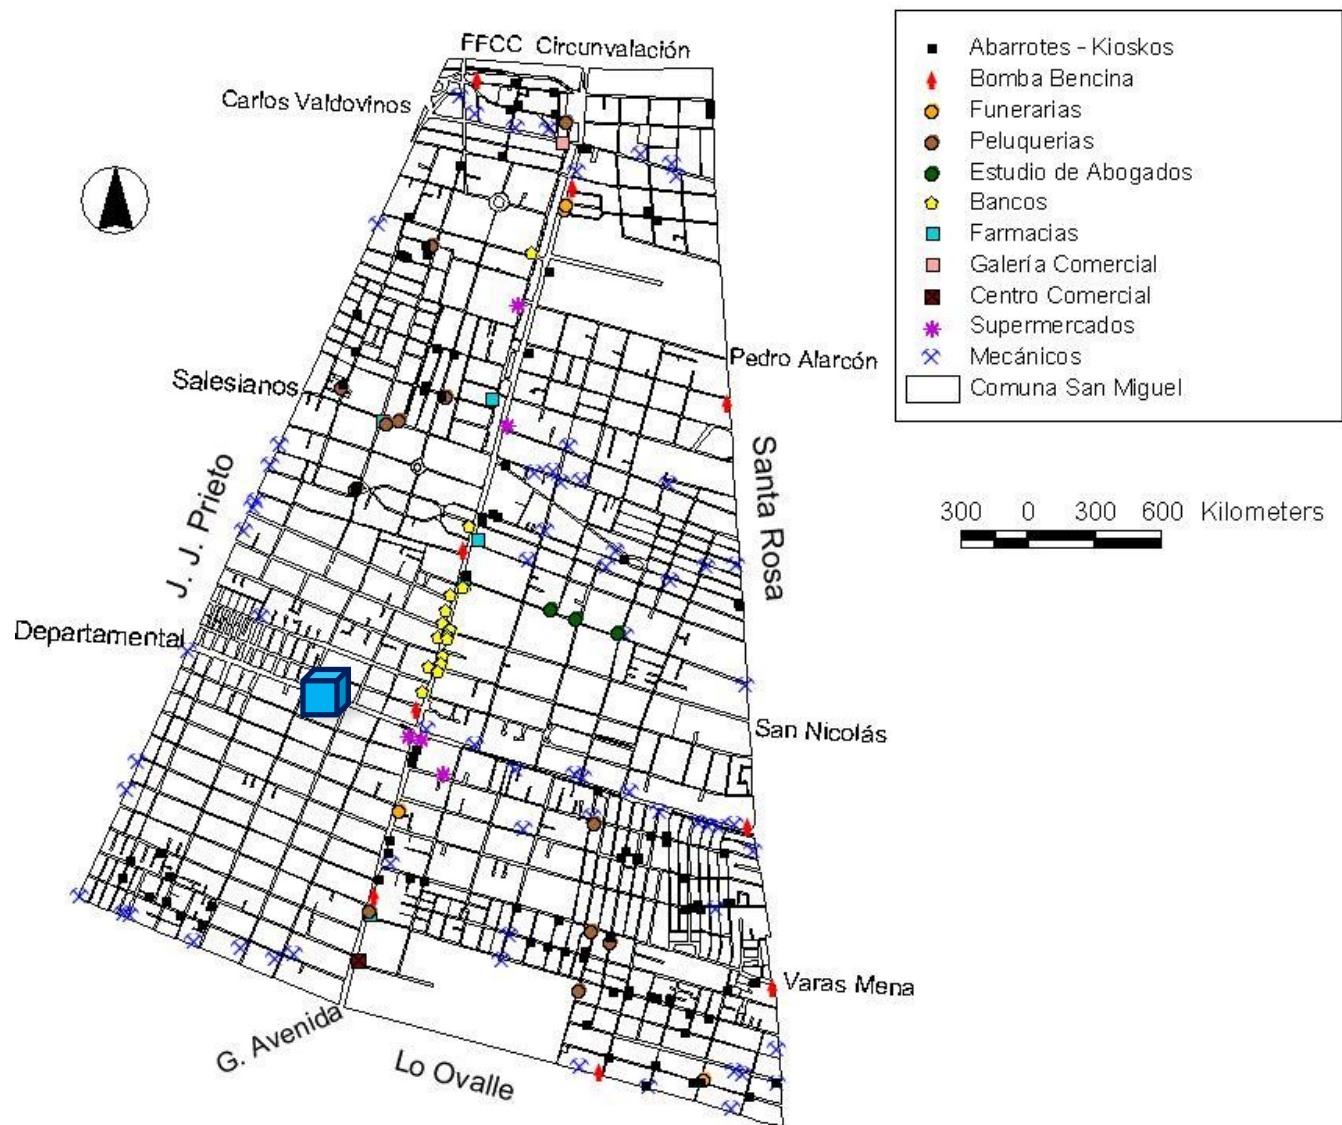 FFCC Circunvalación
Carlos Valdovinos
Abarrotes - Kioskos
Bomba Bencina
Funerarias
Peluquerias
Estudio de Abogados
Bancos
Farmacias
Galería Comercial
Centro Comercial
Supermercados
Mecánicos
Comuna San Miguel
Pedro Alarcón
Salesianos
J. J. Prieto
Santa Rosa
300 0 300 600 Kilometers
Departamental
San Nicolás
Varas Mena
G. Avenida
Lo Ovalle